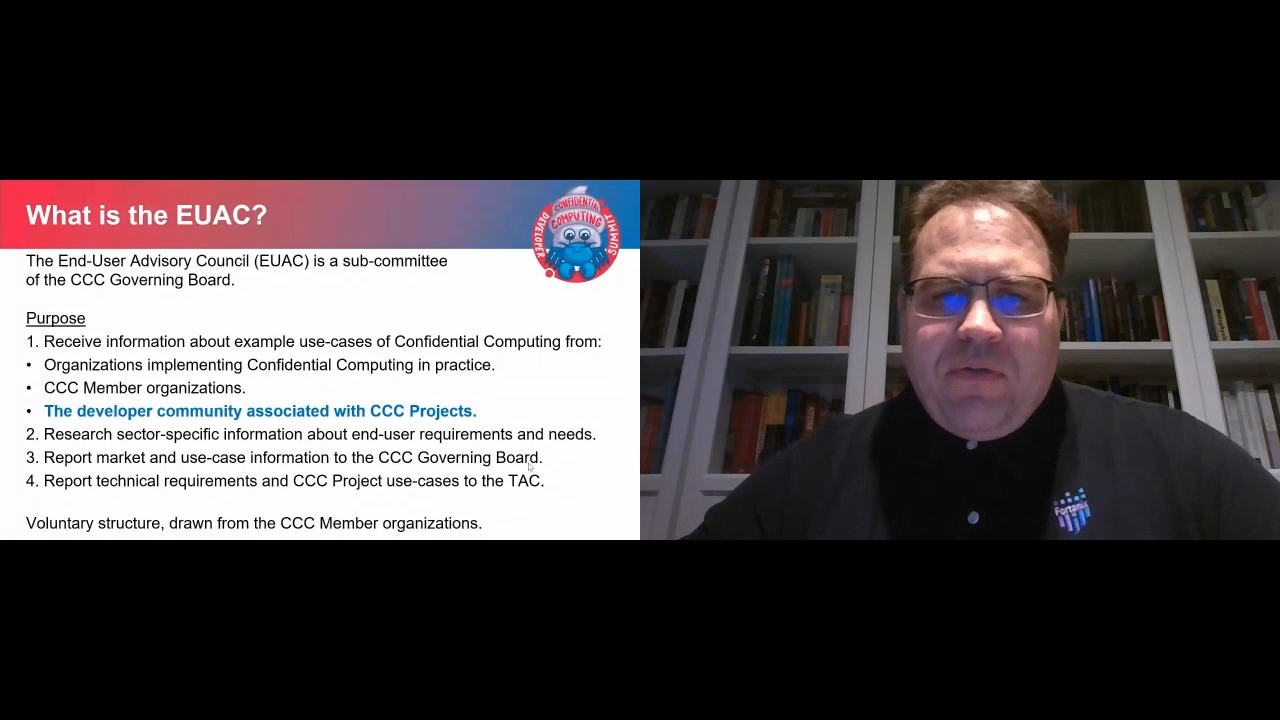 What is the EUAC?
CONFIDENTIAL
COMPUTING
DEVELOPER
SUMMIT
The End-User Advisory Council (EUAC) is a sub-committee
of the CCC Governing Board.
Purpose
1. Receive information about example use-cases of Confidential Computing from:
• Organizations implementing Confidential Computing in practice.
• CCC Member organizations.
• The developer community associated with CCC Projects.
2. Research sector-specific information about end-user requirements and needs.
3. Report market and use-case information to the CCC Governing Board.
4. Report technical requirements and CCC Project use-cases to the TAC.
Voluntary structure, drawn from the CCC Member organizations.
Fortanix